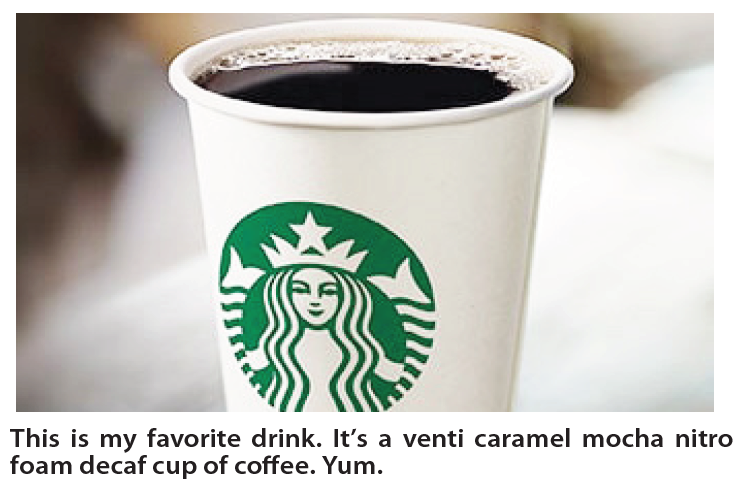 This is my favorite drink. It’s a venti caramel mocha nitro
foam decaf cup of coffee. Yum.